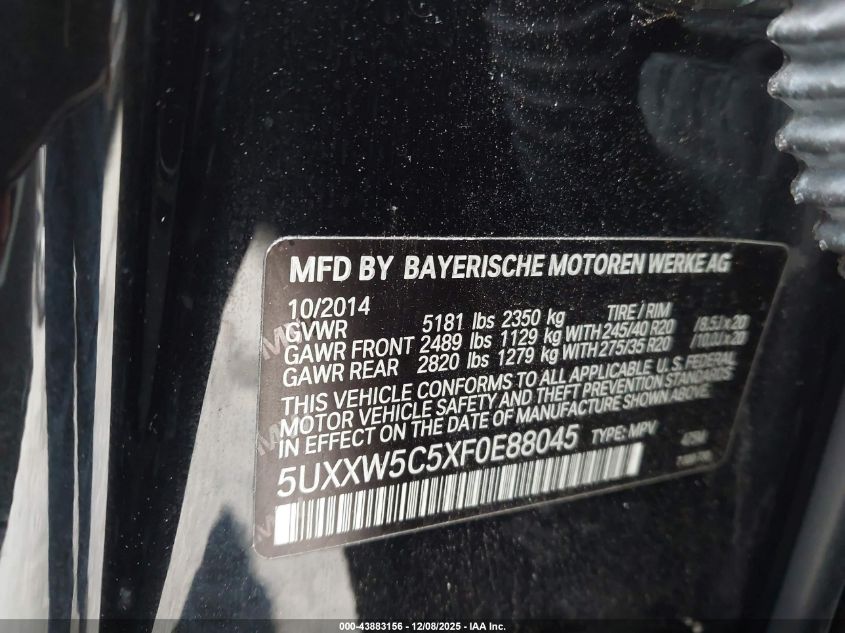 MFD BY BAYERISCHE MOTOREN WERKE AG
10/2014 TIRE / RIM
GVWR 5181 lbs 2350 kg
GAWR FRONT 2489 lbs 1129 kg WITH 245/40 R20 /8.5J x 20
GAWR REAR 2820 lbs 1279 kg WITH 275/35 R20 /10.0J x 20
THIS VEHICLE CONFORMS TO ALL APPLICABLE U.S. FEDERAL
MOTOR VEHICLE SAFETY AND THEFT PREVENTION STANDARDS
IN EFFECT ON THE DATE OF MANUFACTURE SHOWN ABOVE.
5UXXW5C5XF0E88045 TYPE: MPV
000-43883156 - 12/08/2025 - IAA Inc.